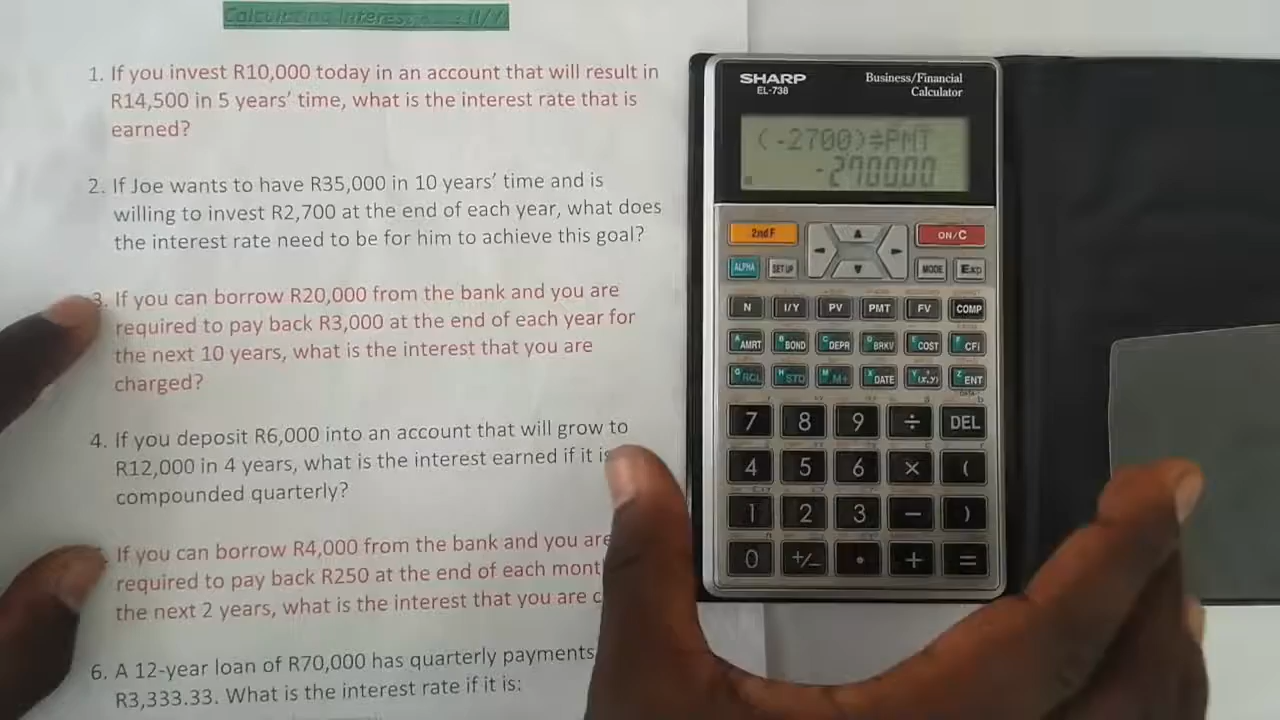 Calculating Interest (I/Y)
1. If you invest R10,000 today in an account that will result in
R14,500 in 5 years’ time, what is the interest rate that is
earned?
2. If Joe wants to have R35,000 in 10 years’ time and is
willing to invest R2,700 at the end of each year, what does
the interest rate need to be for him to achieve this goal?
3. If you can borrow R20,000 from the bank and you are
required to pay back R3,000 at the end of each year for
the next 10 years, what is the interest that you are
charged?
4. If you deposit R6,000 into an account that will grow to
R12,000 in 4 years, what is the interest earned if it is
compounded quarterly?
If you can borrow R4,000 from the bank and you are
required to pay back R250 at the end of each mont
the next 2 years, what is the interest that you are c
6. A 12-year loan of R70,000 has quarterly payments
R3,333.33. What is the interest rate if it is:
SHARP
EL-738
Business/Financial
Calculator
(-2700)⇒PMT
-2700.00
2nd F
ON/C
ALPHA SET UP MODE Exp
N I/Y PV PMT FV COMP
A AMRT B BOND C DEPR D BRKV E COST F CFi
G RCL H STO M M+ X DATE Y (x,y) Z ENT
7 8 9 ÷ DEL
4 5 6 × (
1 2 3 − )
0 +/− • + =